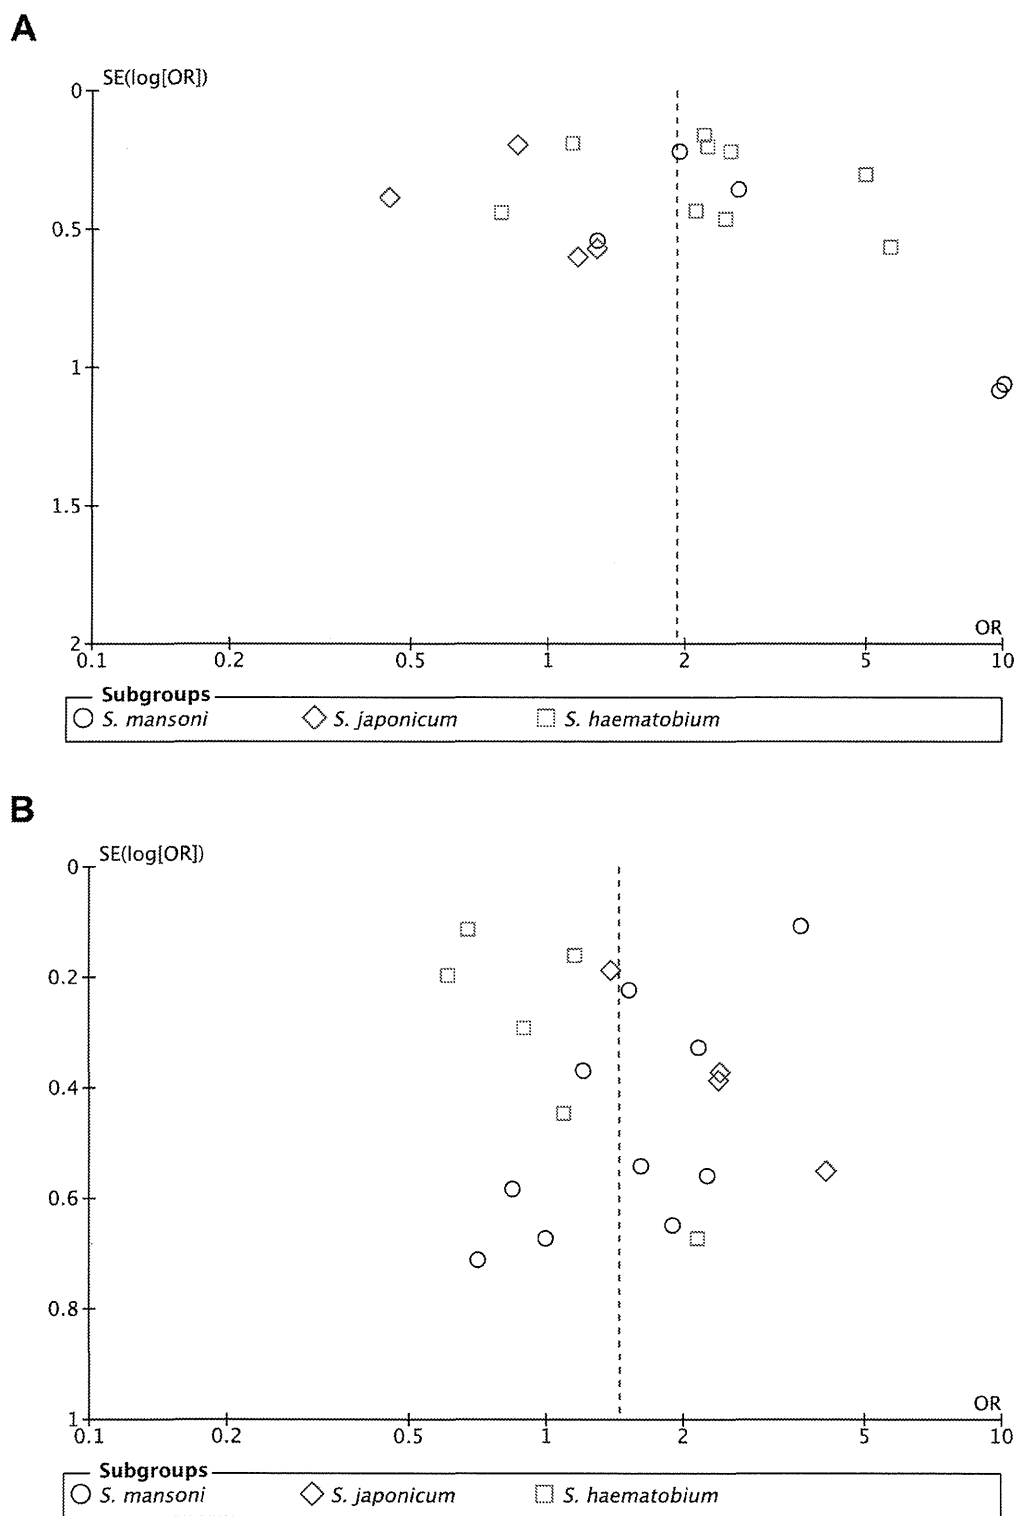 A
SE(log[OR])
0
0.5
1
1.5
2
OR
0.1 0.2 0.5 1 2 5 10
Subgroups
S. mansoni S. japonicum S. haematobium
B
SE(log[OR])
0
0.2
0.4
0.6
0.8
1
OR
0.1 0.2 0.5 1 2 5 10
Subgroups
S. mansoni S. japonicum S. haematobium